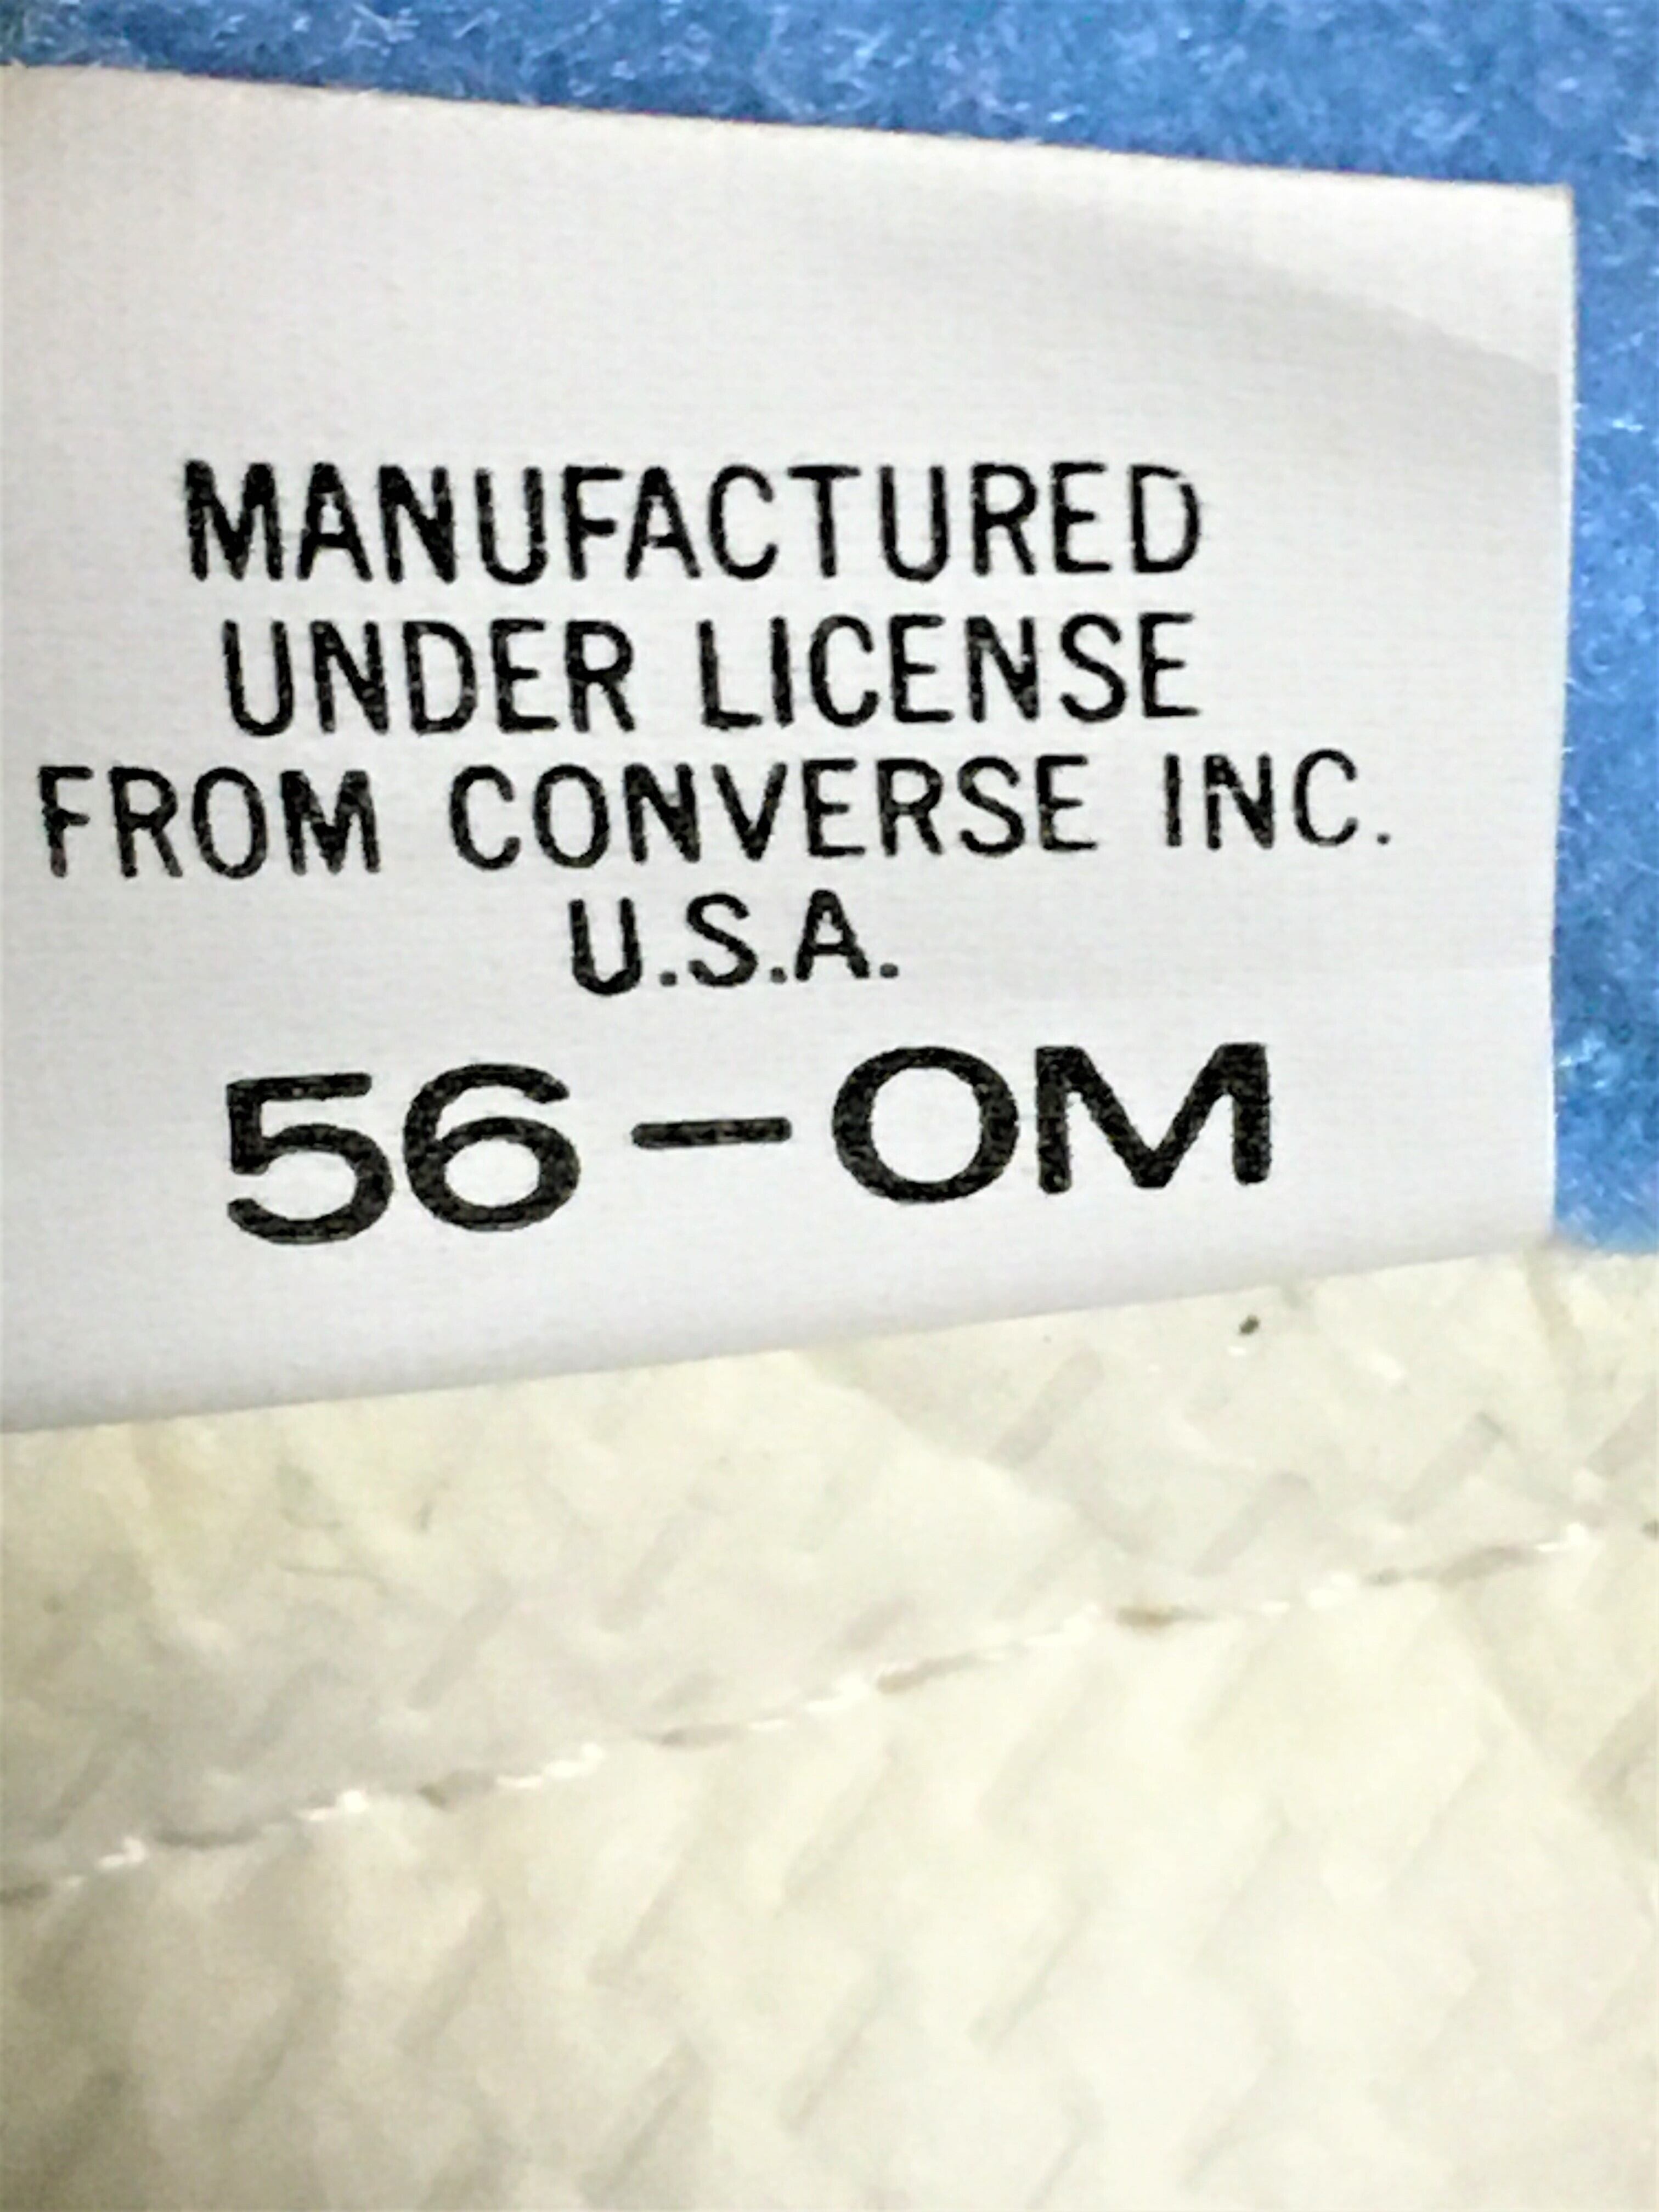 MANUFACTURED
UNDER LICENSE
FROM CONVERSE INC.
U.S.A.
56-OM